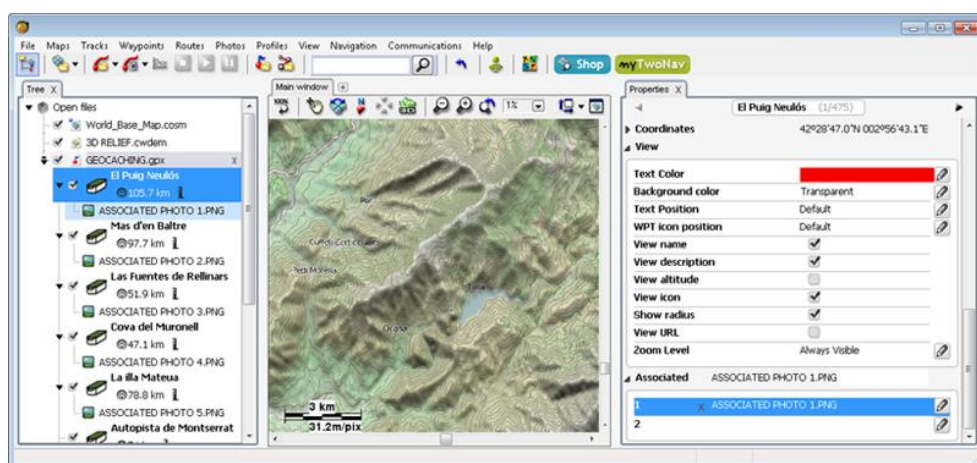 File Maps Tracks Waypoints Routes Photos Profiles View Navigation Communications Help
Shop
myTwoNav
Tree X
Open files
World_Base_Map.cosm
3D RELIEF.cwdem
GEOCACHING.gpx x
El Puig Neulós
105.7 km
ASSOCIATED PHOTO 1.PNG
Mas d'en Baltre
97.7 km
ASSOCIATED PHOTO 2.PNG
Las Fuentes de Rellinars
51.9 km
ASSOCIATED PHOTO 3.PNG
Cova del Muronell
47.1 km
ASSOCIATED PHOTO 4.PNG
La illa Mateua
78.8 km
ASSOCIATED PHOTO 5.PNG
Autopista de Montserrat
Main window
100%
1%
3 km
31.2m/pix
Properties X
El Puig Neulós (1/475)
Coordinates 42º28'47.0"N 002º56'43.1"E
View
Text Color
Background color Transparent
Text Position Default
WPT icon position Default
View name
View description
View altitude
View icon
Show radius
View URL
Zoom Level Always Visible
Associated ASSOCIATED PHOTO 1.PNG
1 x ASSOCIATED PHOTO 1.PNG
2